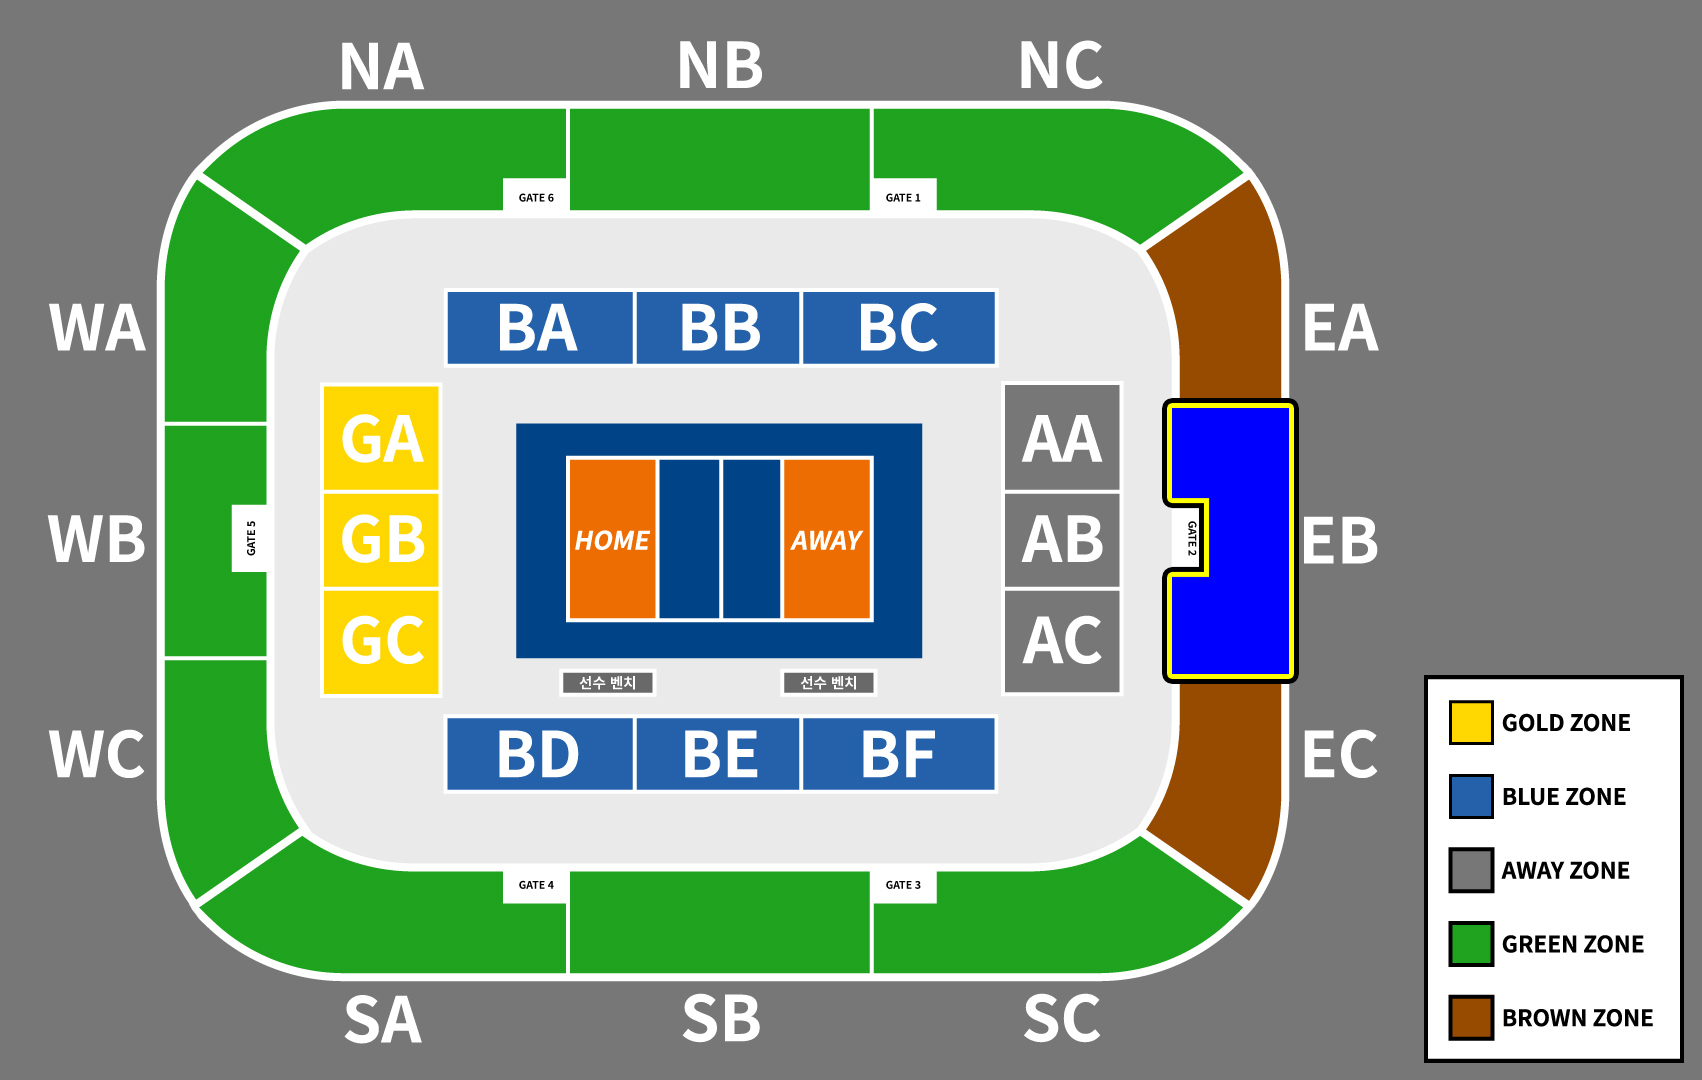 NA
NB
NC
GATE 6
GATE 1
WA
BA
BB
BC
EA
GA
AA
WB
GATE 5
GB
HOME
AWAY
AB
GATE 2
EB
GC
AC
선수 벤치
선수 벤치
WC
BD
BE
BF
EC
GATE 4
GATE 3
SA
SB
SC
GOLD ZONE
BLUE ZONE
AWAY ZONE
GREEN ZONE
BROWN ZONE